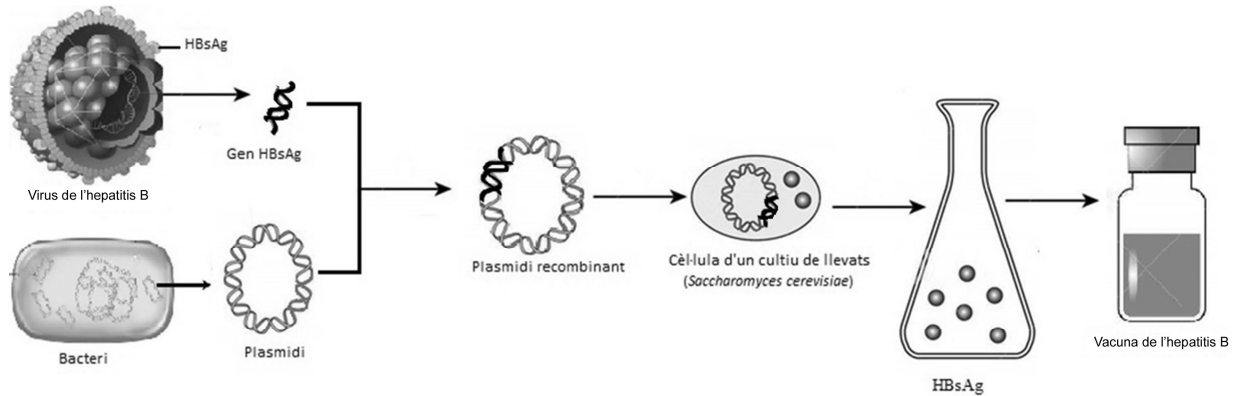 HBsAg
Gen HBsAg
Virus de l'hepatitis B
Plasmidi recombinant
Cèl·lula d'un cultiu de llevats
(Saccharomyces cerevisiae)
Bacteri
Plasmidi
HBsAg
Vacuna de l'hepatitis B